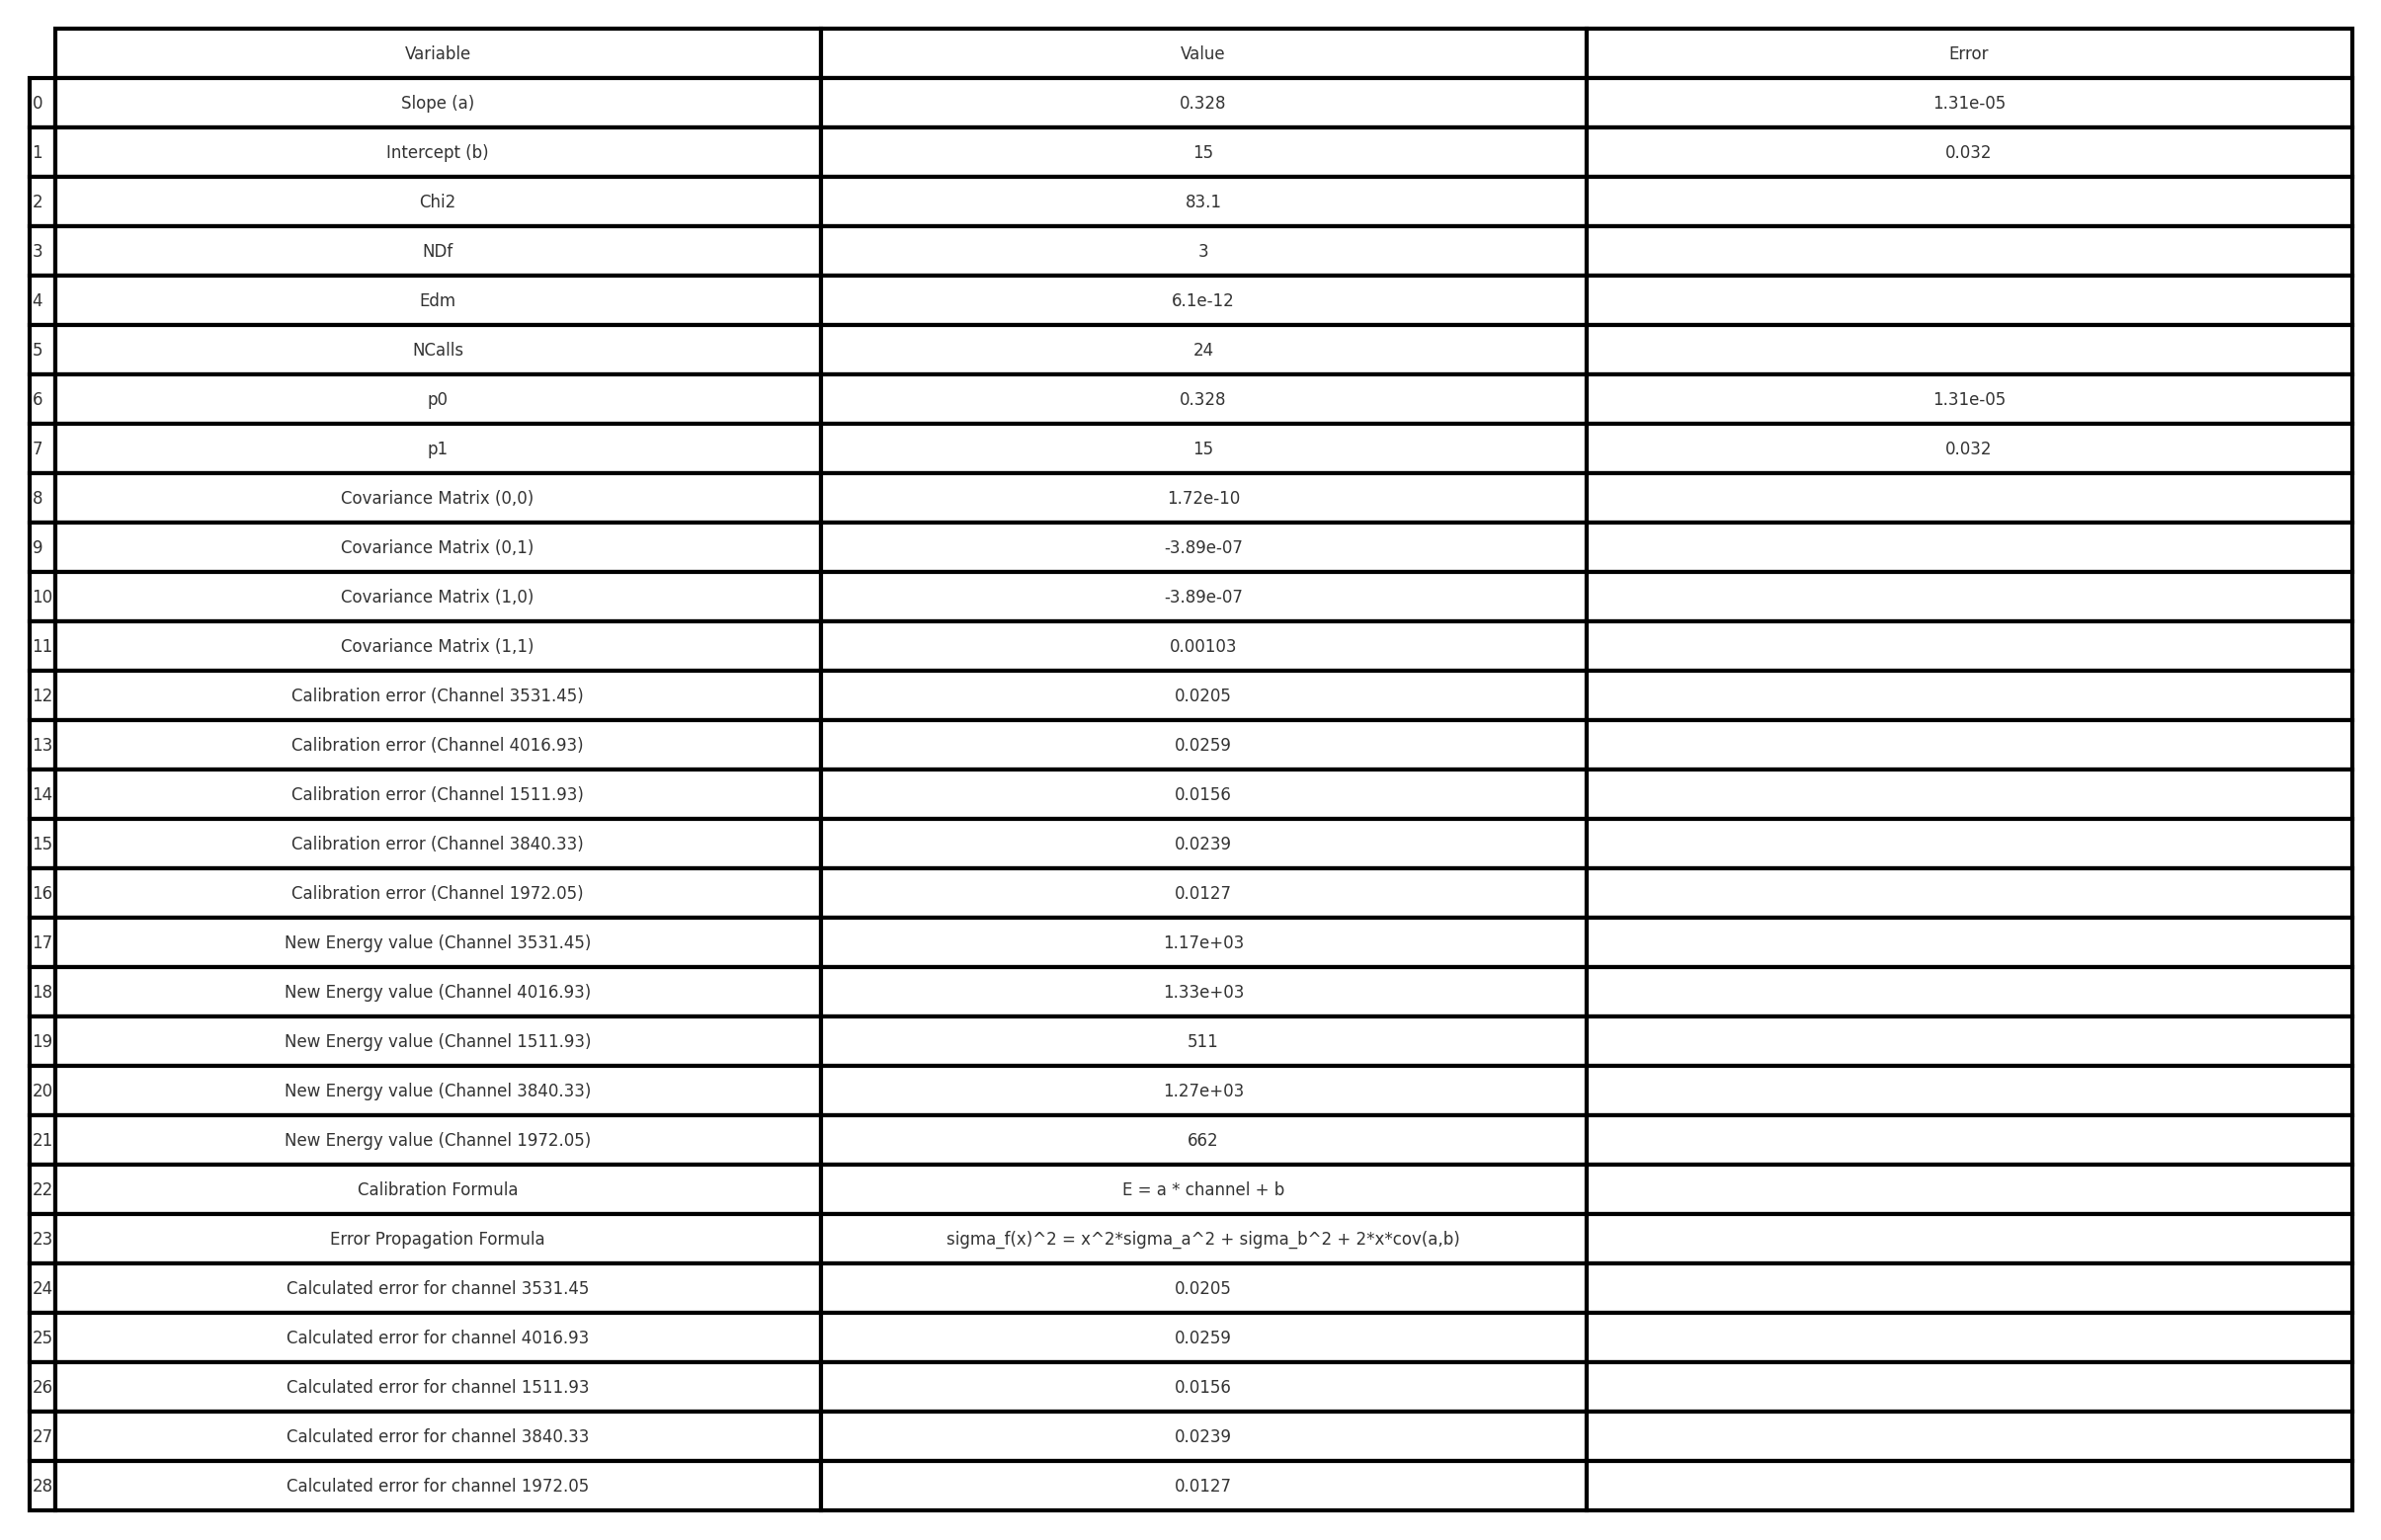 Variable Value Error
0 Slope (a) 0.328 1.31e-05
1 Intercept (b) 15 0.032
2 Chi2 83.1
3 NDf 3
4 Edm 6.1e-12
5 NCalls 24
6 p0 0.328 1.31e-05
7 p1 15 0.032
8 Covariance Matrix (0,0) 1.72e-10
9 Covariance Matrix (0,1) -3.89e-07
10 Covariance Matrix (1,0) -3.89e-07
11 Covariance Matrix (1,1) 0.00103
12 Calibration error (Channel 3531.45) 0.0205
13 Calibration error (Channel 4016.93) 0.0259
14 Calibration error (Channel 1511.93) 0.0156
15 Calibration error (Channel 3840.33) 0.0239
16 Calibration error (Channel 1972.05) 0.0127
17 New Energy value (Channel 3531.45) 1.17e+03
18 New Energy value (Channel 4016.93) 1.33e+03
19 New Energy value (Channel 1511.93) 511
20 New Energy value (Channel 3840.33) 1.27e+03
21 New Energy value (Channel 1972.05) 662
22 Calibration Formula E = a * channel + b
23 Error Propagation Formula sigma_f(x)^2 = x^2*sigma_a^2 + sigma_b^2 + 2*x*cov(a,b)
24 Calculated error for channel 3531.45 0.0205
25 Calculated error for channel 4016.93 0.0259
26 Calculated error for channel 1511.93 0.0156
27 Calculated error for channel 3840.33 0.0239
28 Calculated error for channel 1972.05 0.0127